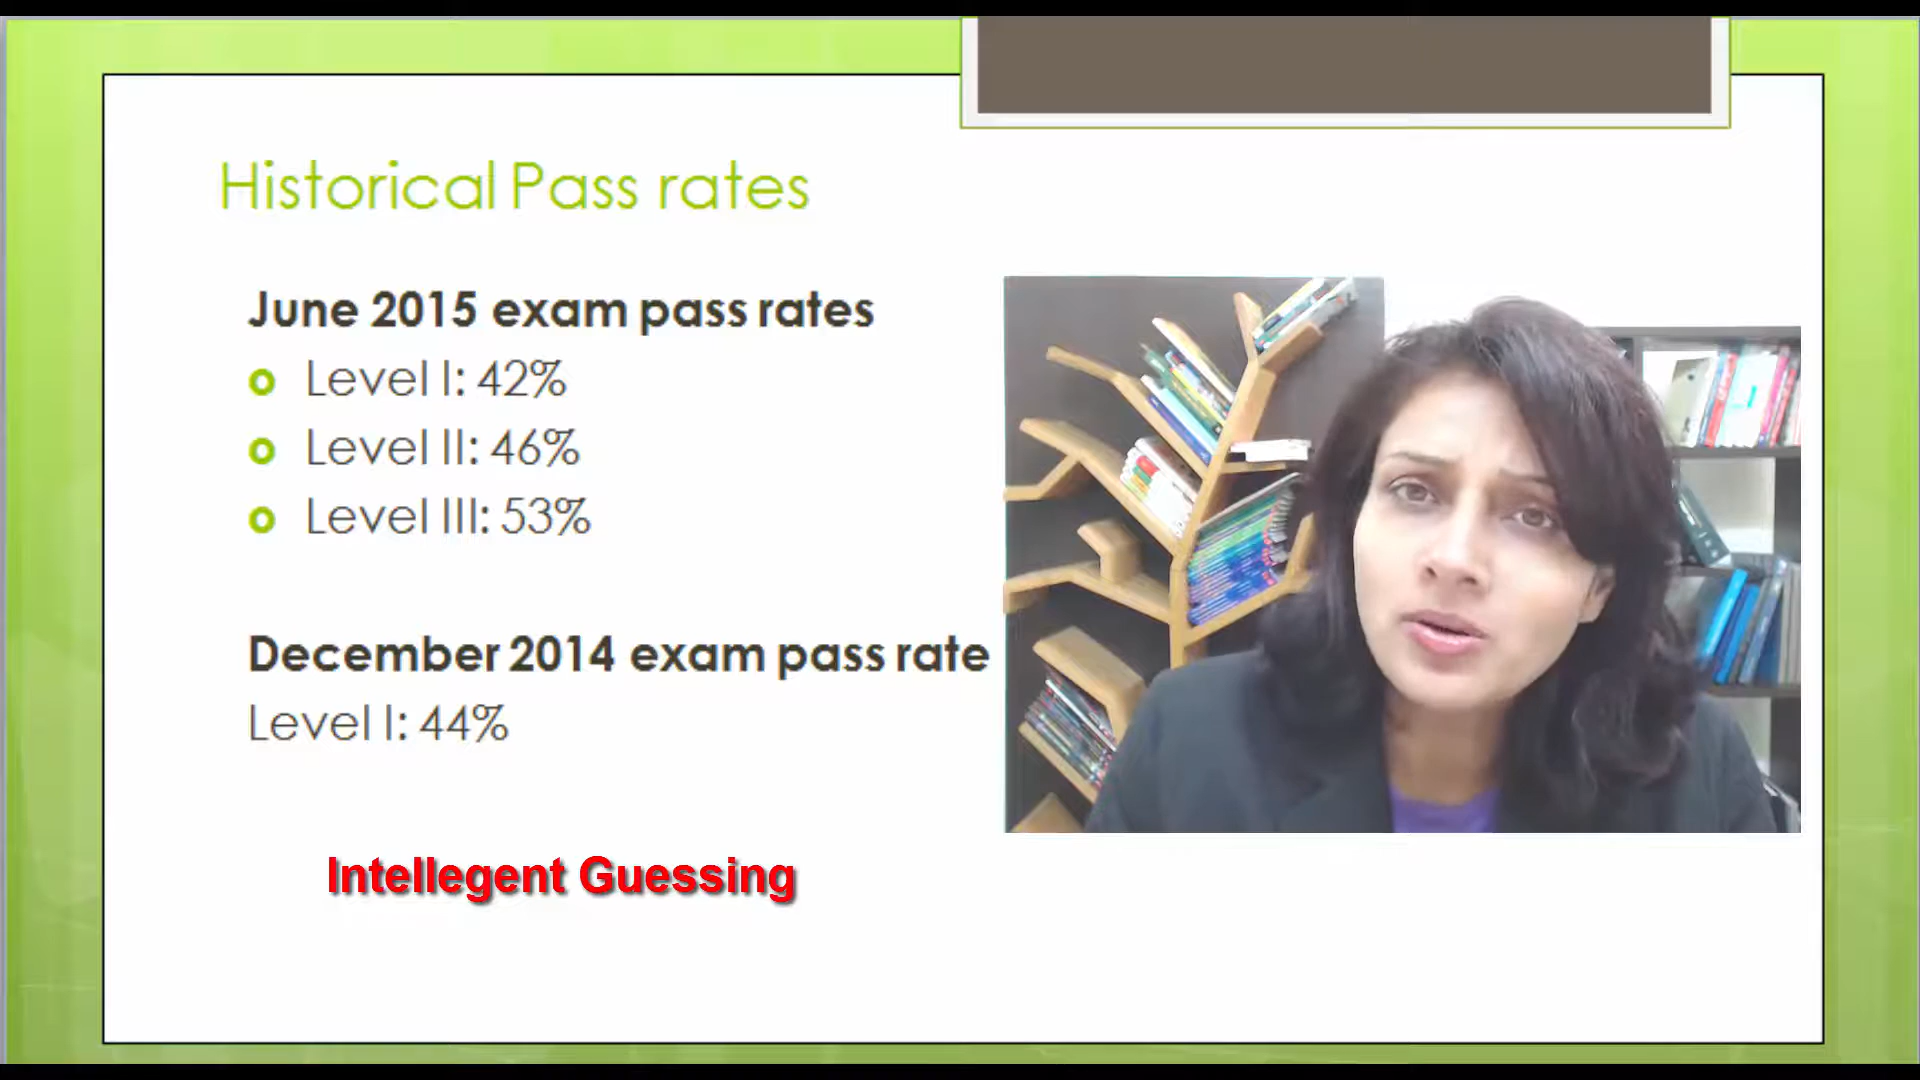 Historical Pass rates
June 2015 exam pass rates
Level I: 42%
Level II: 46%
Level III: 53%
December 2014 exam pass rate
Level I: 44%
Intellegent Guessing